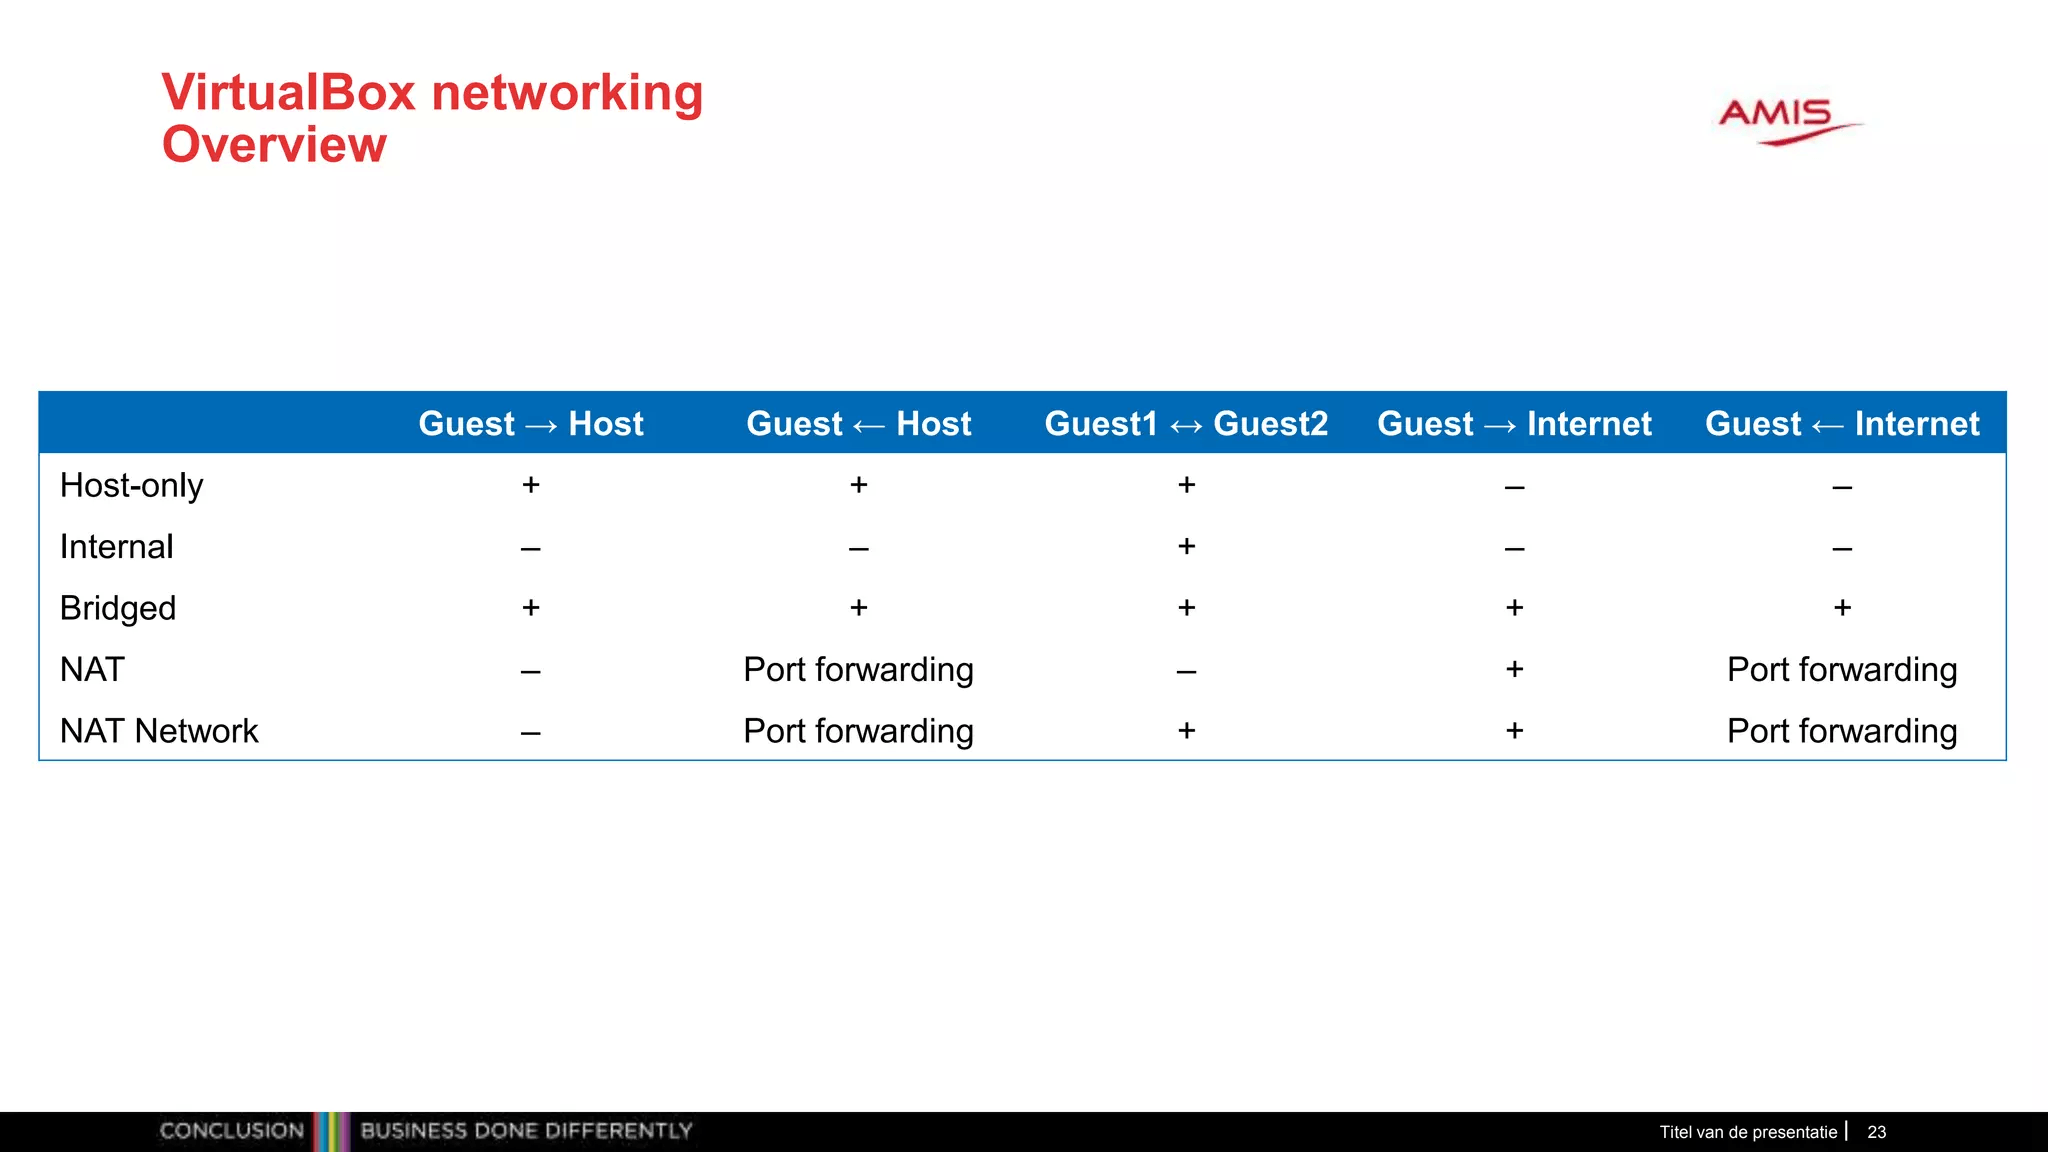 VirtualBox networking
Overview
AMIS
Guest → Host Guest ← Host Guest1 ↔ Guest2 Guest → Internet Guest ← Internet
Host-only + + + – –
Internal – – + – –
Bridged + + + + +
NAT – Port forwarding – + Port forwarding
NAT Network – Port forwarding + + Port forwarding
CONCLUSION BUSINESS DONE DIFFERENTLY
Titel van de presentatie | 23